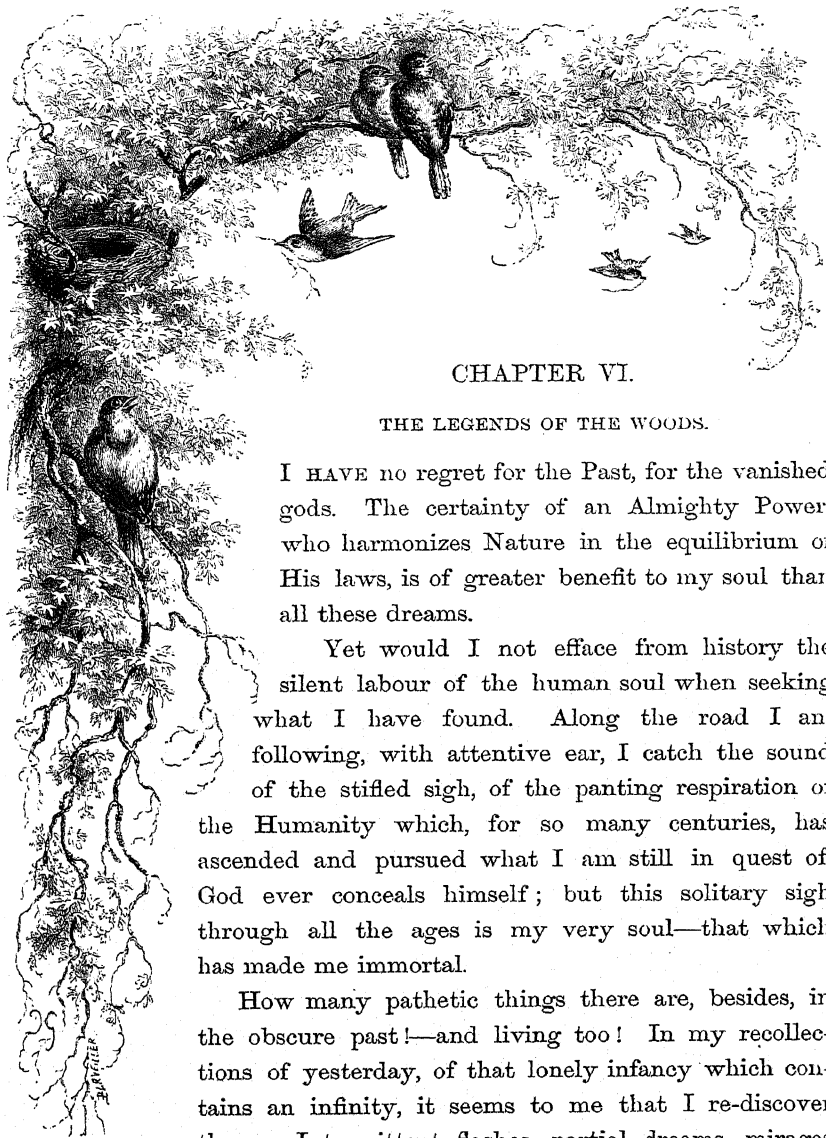 CHAPTER VI.
THE LEGENDS OF THE WOODS.
I HAVE no regret for the Past, for the vanished
gods. The certainty of an Almighty Power
who harmonizes Nature in the equilibrium
His laws, is of greater benefit to my soul
all these dreams.
Yet would I not efface from history the
silent labour of the human soul when seeking
what I have found. Along the road I
following, with attentive ear, I catch the sound
of the stifled sigh, of the panting respiration
the Humanity which, for so many centuries, has
ascended and pursued what I am still in quest of
God ever conceals himself; but this solitary
through all the ages is my very soul—that
has made me immortal.
How many pathetic things there are, besides,
the obscure past!—and living too! In my recollec-
tions of yesterday, of that lonely infancy which con-
tains an infinity, it seems to me that I re-discover